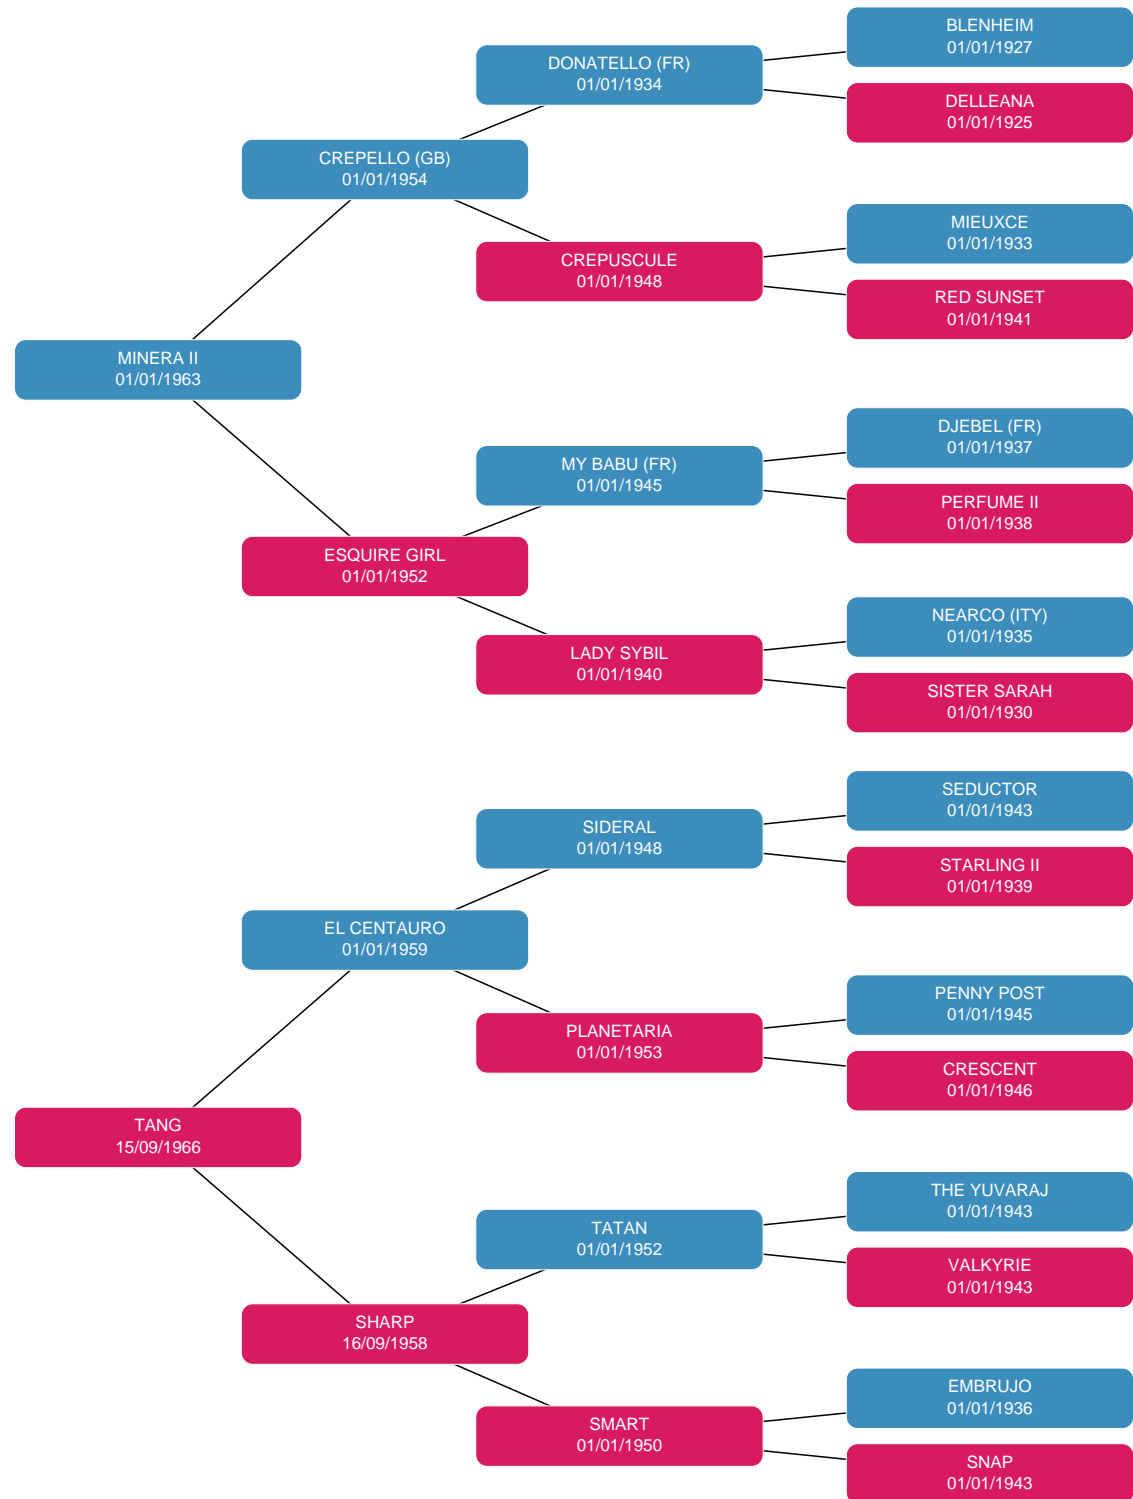 BLENHEIM
01/01/1927
DONATELLO (FR)
01/01/1934
DELLEANA
01/01/1925
CREPELLO (GB)
01/01/1954
MIEUXCE
01/01/1933
CREPUSCULE
01/01/1948
RED SUNSET
01/01/1941
MINERA II
01/01/1963
DJEBEL (FR)
01/01/1937
MY BABU (FR)
01/01/1945
PERFUME II
01/01/1938
ESQUIRE GIRL
01/01/1952
NEARCO (ITY)
01/01/1935
LADY SYBIL
01/01/1940
SISTER SARAH
01/01/1930
SEDUCTOR
01/01/1943
SIDERAL
01/01/1948
STARLING II
01/01/1939
EL CENTAURO
01/01/1959
PENNY POST
01/01/1945
PLANETARIA
01/01/1953
CRESCENT
01/01/1946
TANG
15/09/1966
THE YUVARAJ
01/01/1943
TATAN
01/01/1952
VALKYRIE
01/01/1943
SHARP
16/09/1958
EMBRUJO
01/01/1936
SMART
01/01/1950
SNAP
01/01/1943